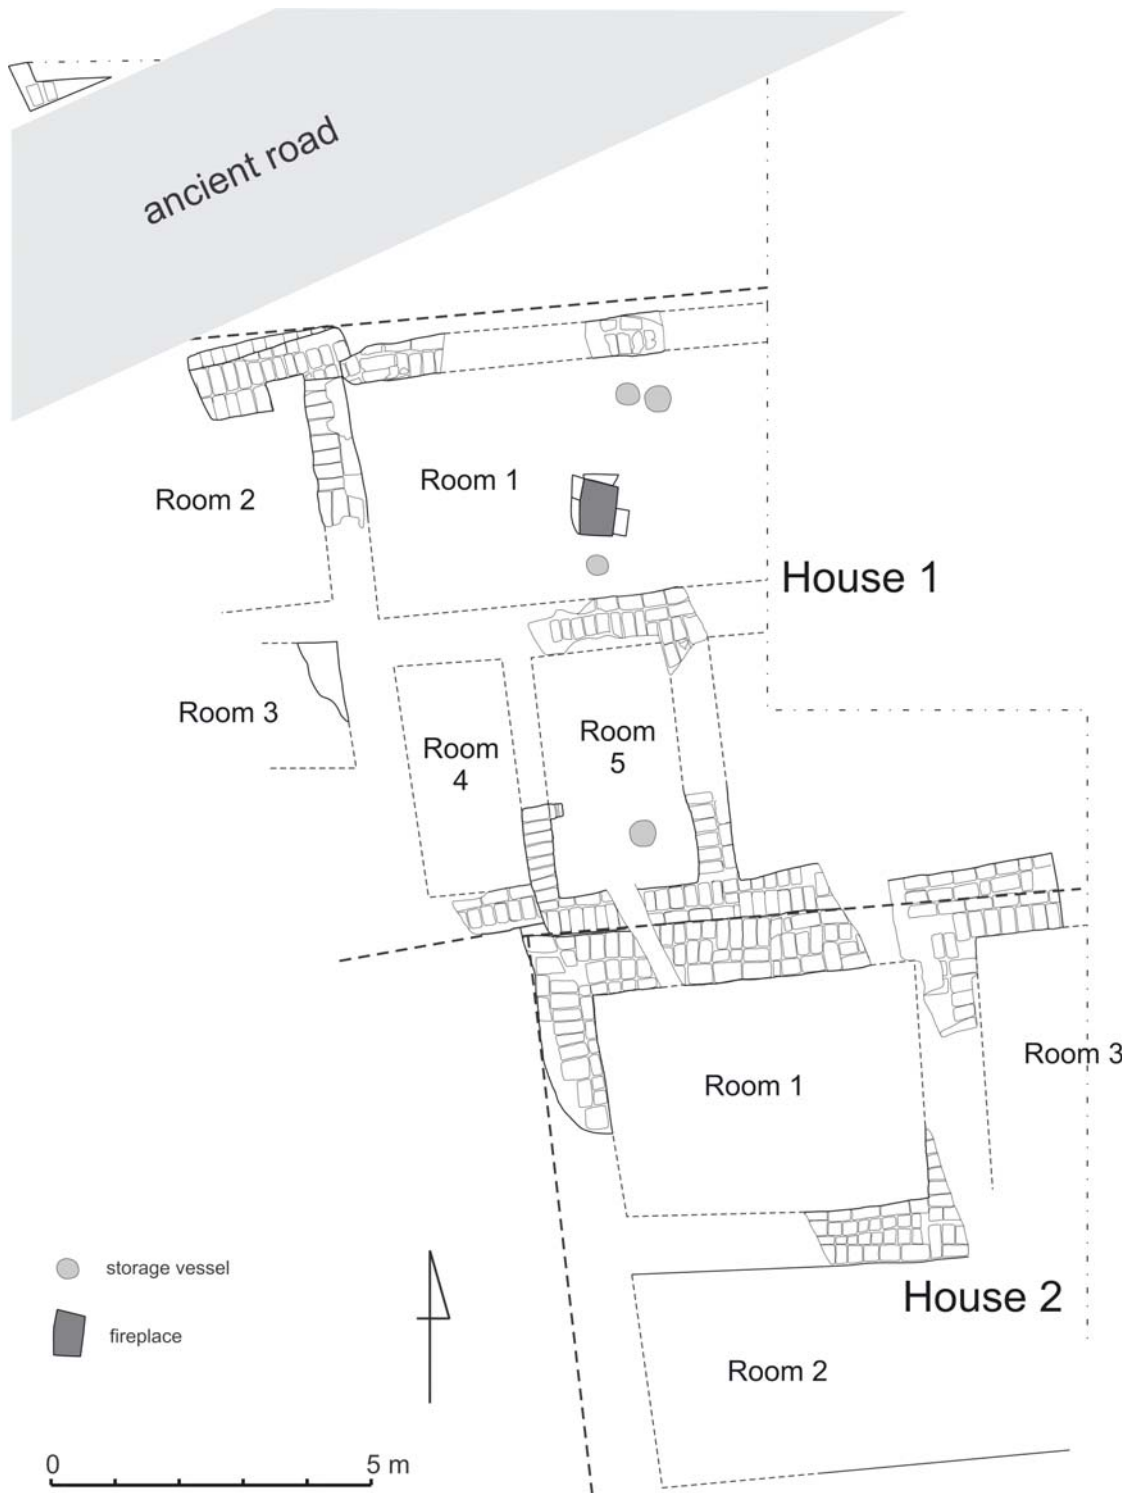 ancient road
Room 2
Room 1
House 1
Room 3
Room
4
Room
5
Room 1
Room 3
House 2
Room 2
storage vessel
fireplace
0
5 m